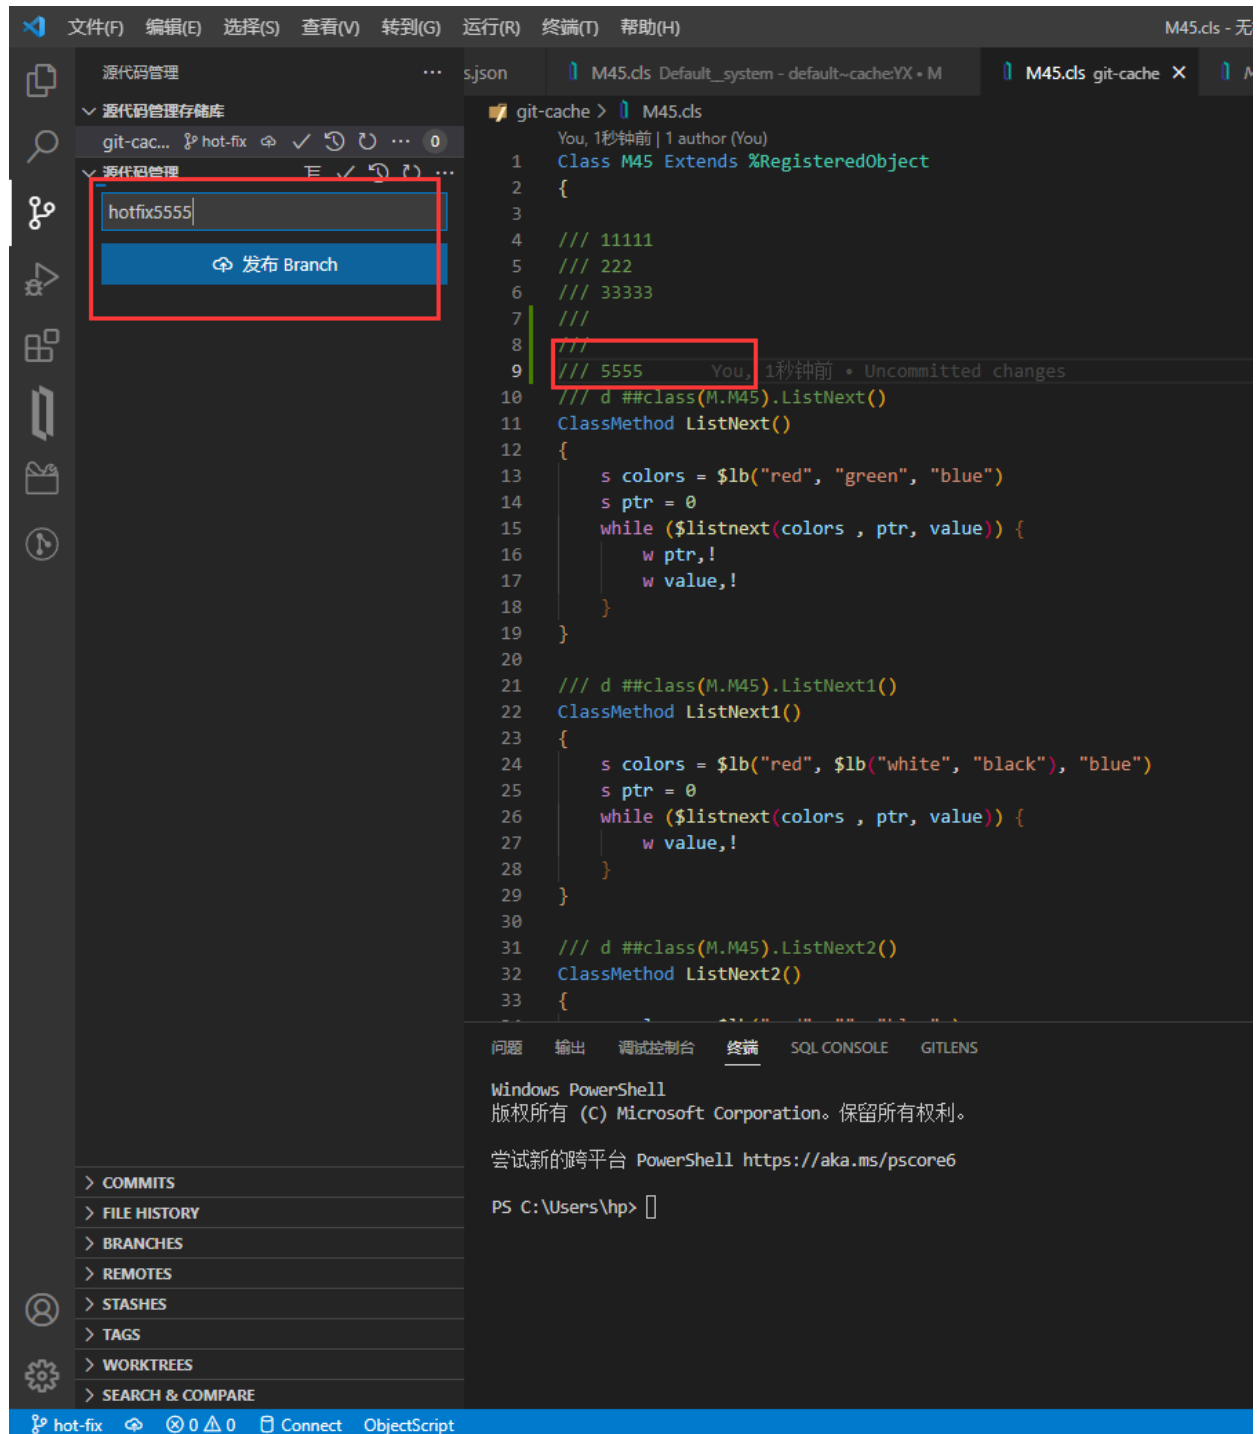 文件(F) 编辑(E) 选择(S) 查看(V) 转到(G) 运行(R) 终端(T) 帮助(H) M45.cls - 无
源代码管理 ··· s.json M45.cls Default_system - default~cache:YX • M M45.cls git-cache
源代码管理存储库
git-cache > M45.cls
git-cac... hot-fix ··· 0
源代码管理 ···
hotfix5555
发布 Branch
You, 1秒钟前 | 1 author (You)
1 Class M45 Extends %RegisteredObject
2 {
3
4 /// 11111
5 /// 222
6 /// 33333
7 ///
8 ///
9 /// 5555 You, 1秒钟前 • Uncommitted changes
10 /// d ##class(M.M45).ListNext()
11 ClassMethod ListNext()
12 {
13 s colors = $lb("red", "green", "blue")
14 s ptr = 0
15 while ($listnext(colors , ptr, value)) {
16 w ptr,!
17 w value,!
18 }
19 }
20
21 /// d ##class(M.M45).ListNext1()
22 ClassMethod ListNext1()
23 {
24 s colors = $lb("red", $lb("white", "black"), "blue")
25 s ptr = 0
26 while ($listnext(colors , ptr, value)) {
27 w value,!
28 }
29 }
30
31 /// d ##class(M.M45).ListNext2()
32 ClassMethod ListNext2()
33 {
问题 输出 调试控制台 终端 SQL CONSOLE GITLENS
Windows PowerShell
版权所有 (C) Microsoft Corporation。保留所有权利。
尝试新的跨平台 PowerShell https://aka.ms/pscore6
PS C:\Users\hp>
COMMITS
FILE HISTORY
BRANCHES
REMOTES
STASHES
TAGS
WORKTREES
SEARCH & COMPARE
hot-fix 0 0 Connect ObjectScript